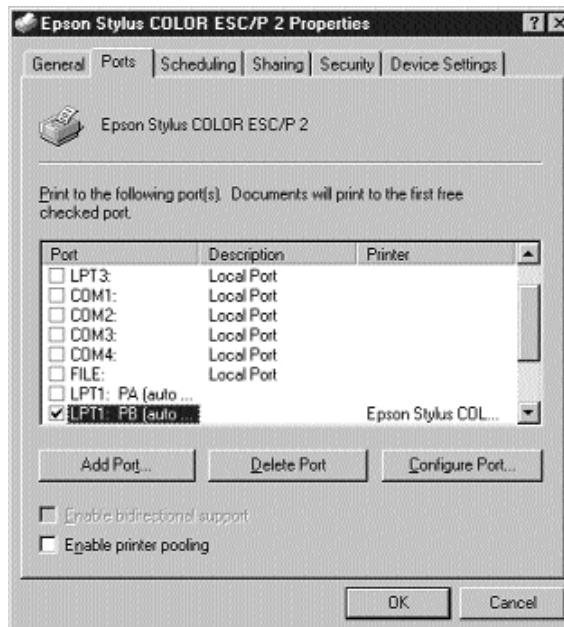 Epson Stylus COLOR ESC/P 2 Properties
General Ports Scheduling Sharing Security Device Settings
Epson Stylus COLOR ESC/P 2
Print to the following port(s). Documents will print to the first free
checked port.
Port Description Printer
LPT3: Local Port
COM1: Local Port
COM2: Local Port
COM3: Local Port
COM4: Local Port
FILE: Local Port
LPT1: PA (auto ...
LPT1: PB (auto ... Epson Stylus COL...
Add Port... Delete Port Configure Port...
Enable bidirectional support
Enable printer pooling
OK Cancel